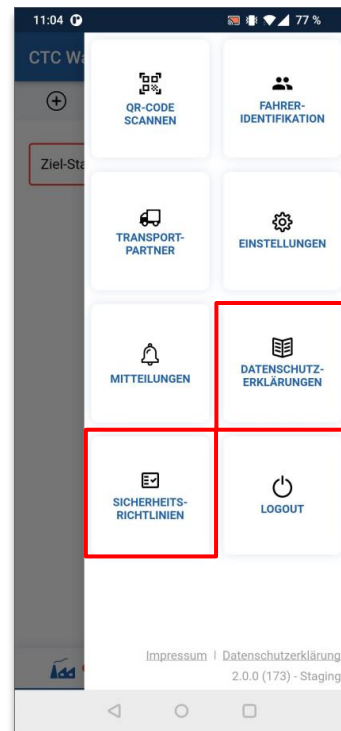 11:04
77 %
CTC Wa
QR-CODE
SCANNEN
FAHRER-
IDENTIFIKATION
Ziel-Sta
TRANSPORT-
PARTNER
EINSTELLUNGEN
MITTEILUNGEN
DATENSCHUTZ-
ERKLÄRUNGEN
SICHERHEITS-
RICHTLINIEN
LOGOUT
Impressum | Datenschutzerklärung
2.0.0 (173) - Staging